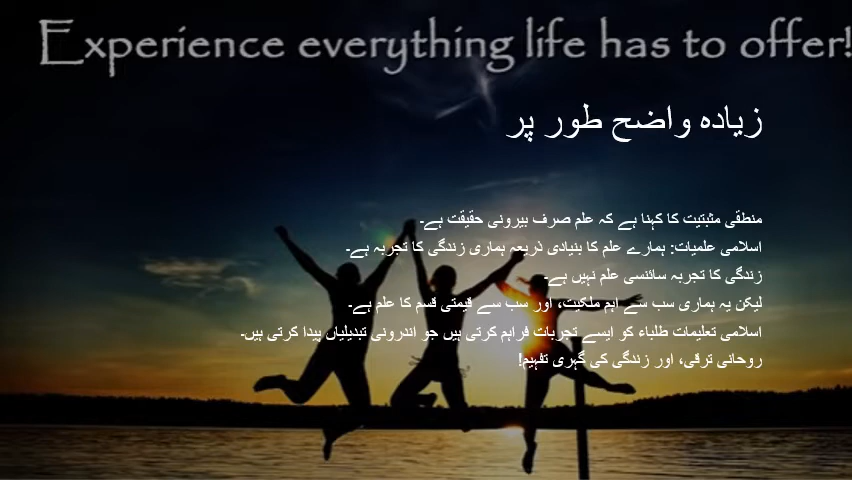 Experience everything life has to offer!
زیادہ واضح طور پر
منطقی مثبتیت کا کہنا ہے کہ علم صرف بیرونی حقیقت ہے۔
اسلامی علمیات: ہمارے علم کا بنیادی ذریعہ ہماری زندگی کا تجربہ ہے۔
زندگی کا تجربہ سائنسی علم نہیں ہے۔
لیکن یہ ہماری سب سے اہم ملکیت، اور سب سے قیمتی قسم کا علم ہے۔
اسلامی تعلیمات طلباء کو ایسے تجربات فراہم کرتی ہیں جو اندرونی تبدیلیاں پیدا کرتی ہیں۔
روحانی ترقی، اور زندگی کی گہری تفہیم!